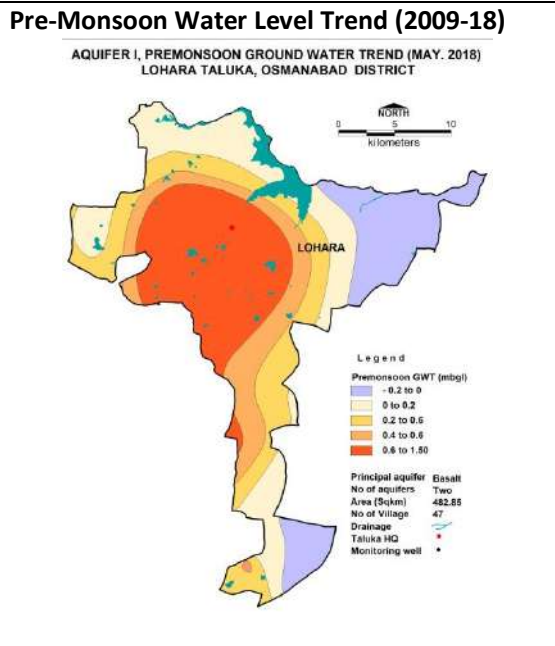 Pre-Monsoon Water Level Trend (2009-18)
AQUIFER I, PREMONSOON GROUND WATER TREND (MAY. 2018)
LOHARA TALUKA, OSMANABAD DISTRICT
NORTH
0 5 10
kilometers
LOHARA
Legend
Premonsoon GWT (mbgl)
- 0.2 to 0
0 to 0.2
0.2 to 0.6
0.4 to 0.6
0.6 to 1.50
Principal aquifer Basalt
No of aquifers Two
Area (Sqkm) 482.85
No of Village 47
Drainage
Taluka HQ
Monitoring well